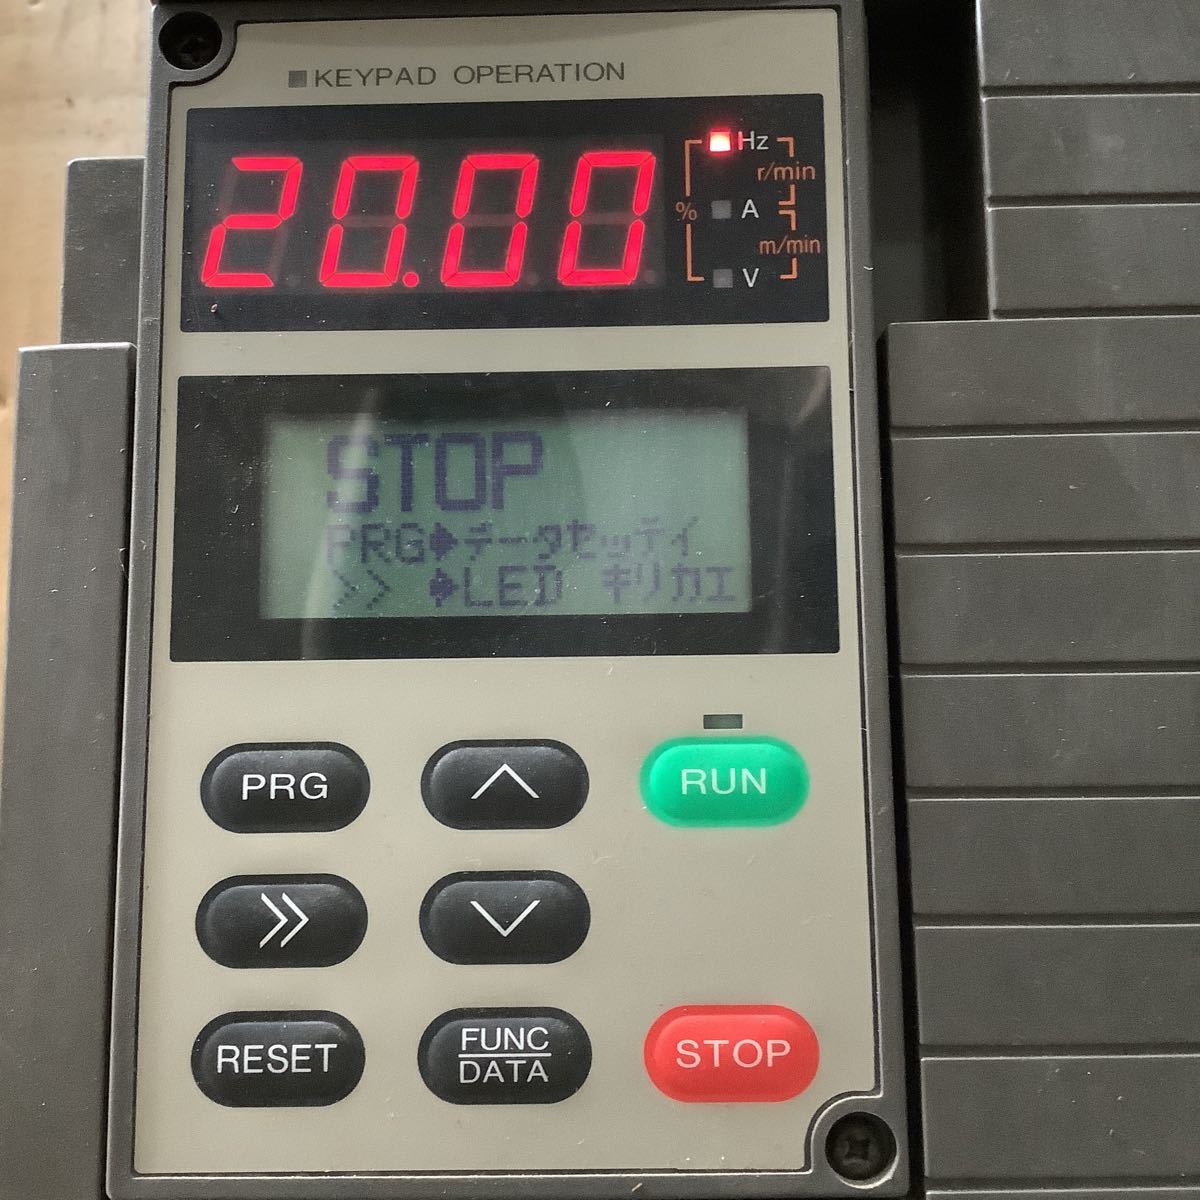 KEYPAD OPERATION
20.00
Hz
r/min
% A
m/min
V
STOP
PRG データセッテイ
>> LED キリカエ
PRG ∧ RUN
>> ∨
RESET FUNC DATA STOP